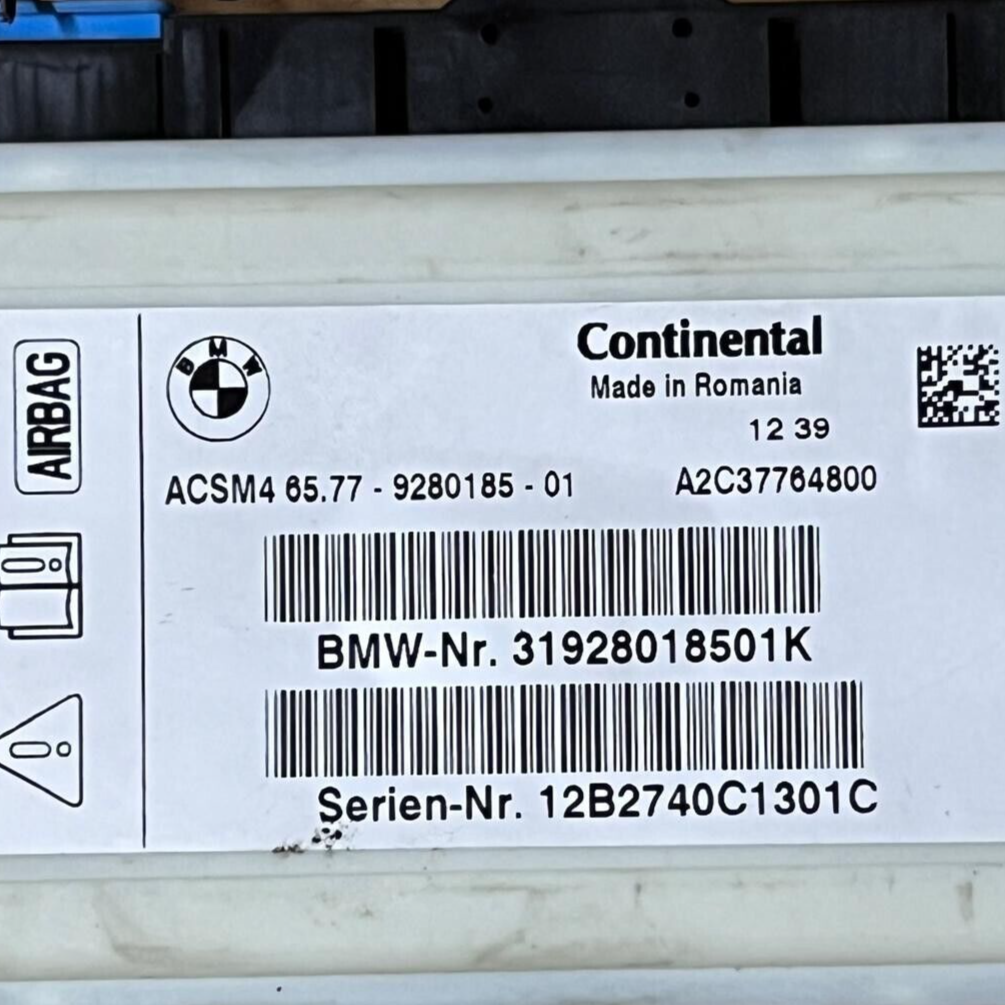 AIRBAG
BMW
Continental
Made in Romania
12 39
ACSM4 65.77 - 9280185 - 01 A2C37764800
BMW-Nr. 31928018501K
Serien-Nr. 12B2740C1301C